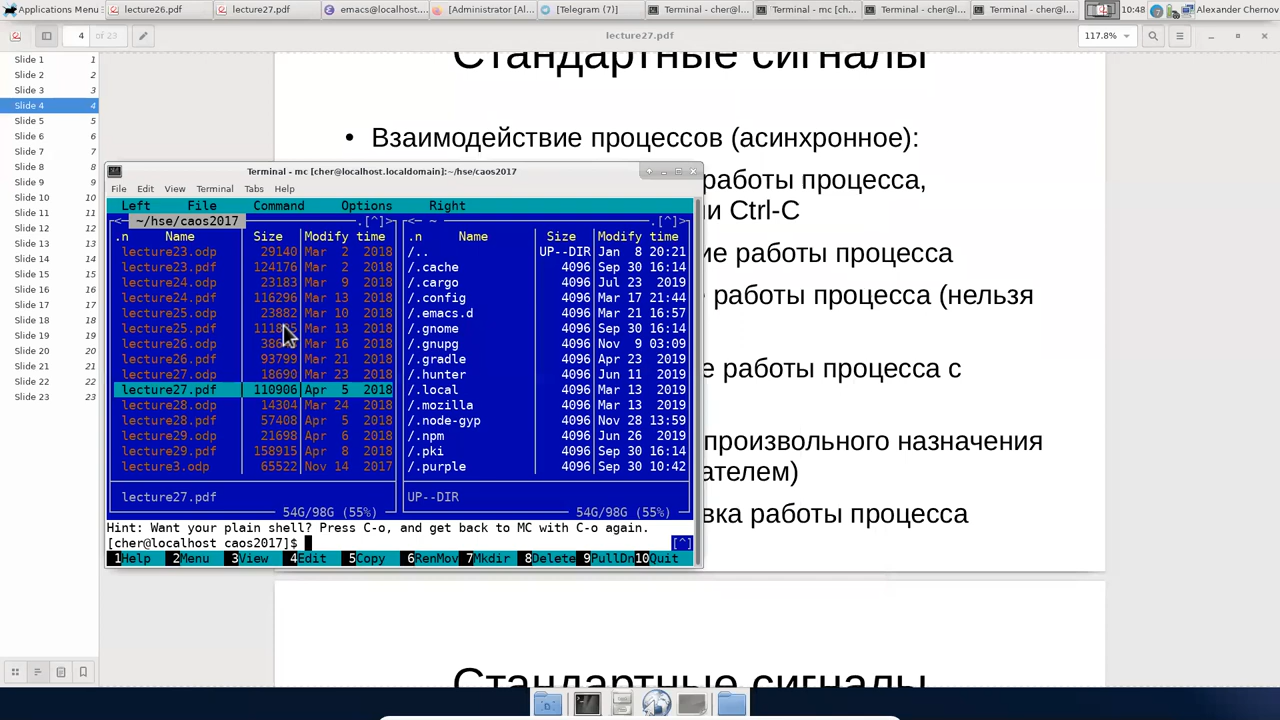 Applications Menu
lecture26.pdf
lecture27.pdf
emacs@localhost....
[Administrator [Al...
[Telegram (7)]
Terminal - cher@l...
Terminal - mc [ch...
Terminal - cher@l...
Terminal - cher@l...
10:48
Alexander Chernov
4 of 23
lecture27.pdf
117.8%
Slide 1 1
Slide 2 2
Slide 3 3
Slide 4 4
Slide 5 5
Slide 6 6
Slide 7 7
Slide 8 8
Slide 9 9
Slide 10 10
Slide 11 11
Slide 12 12
Slide 13 13
Slide 14 14
Slide 15 15
Slide 16 16
Slide 17 17
Slide 18 18
Slide 19 19
Slide 20 20
Slide 21 21
Slide 22 22
Slide 23 23
Стандартные сигналы
• Взаимодействие процессов (асинхронное):
работы процесса,
и Ctrl-C
ие работы процесса
е работы процесса (нельзя
е работы процесса с
произвольного назначения
ателем)
вка работы процесса
Стандартные сигналы
Terminal - mc [cher@localhost.localdomain]:~/hse/caos2017
File Edit View Terminal Tabs Help
Left File Command Options Right
<─ ~/hse/caos2017 .[^]>
.n Name Size Modify time
lecture23.odp 29140 Mar 2 2018
lecture23.pdf 124176 Mar 2 2018
lecture24.odp 23183 Mar 9 2018
lecture24.pdf 116296 Mar 13 2018
lecture25.odp 23882 Mar 10 2018
lecture25.pdf Mar 13 2018
lecture26.odp Mar 16 2018
lecture26.pdf 93799 Mar 21 2018
lecture27.odp 18690 Mar 23 2018
lecture27.pdf 110906 Apr 5 2018
lecture28.odp 14304 Mar 24 2018
lecture28.pdf 57408 Apr 5 2018
lecture29.odp 21698 Apr 6 2018
lecture29.pdf 158915 Apr 8 2018
lecture3.odp 65522 Nov 14 2017
lecture27.pdf
54G/98G (55%)
<─ ~ .[^]>
.n Name Size Modify time
/.. UP--DIR Jan 8 20:21
/.cache 4096 Sep 30 16:14
/.cargo 4096 Jul 23 2019
/.config 4096 Mar 17 21:44
/.emacs.d 4096 Mar 21 16:57
/.gnome 4096 Sep 30 16:14
/.gnupg 4096 Nov 9 03:09
/.gradle 4096 Apr 23 2019
/.hunter 4096 Jun 11 2019
/.local 4096 Mar 13 2019
/.mozilla 4096 Mar 13 2019
/.node-gyp 4096 Nov 28 13:59
/.npm 4096 Jun 26 2019
/.pki 4096 Sep 30 16:14
/.purple 4096 Sep 30 10:42
UP--DIR
54G/98G (55%)
Hint: Want your plain shell? Press C-o, and get back to MC with C-o again.
[cher@localhost caos2017]$ [^]
1Help 2Menu 3View 4Edit 5Copy 6RenMov 7Mkdir 8Delete 9PullDn 10Quit